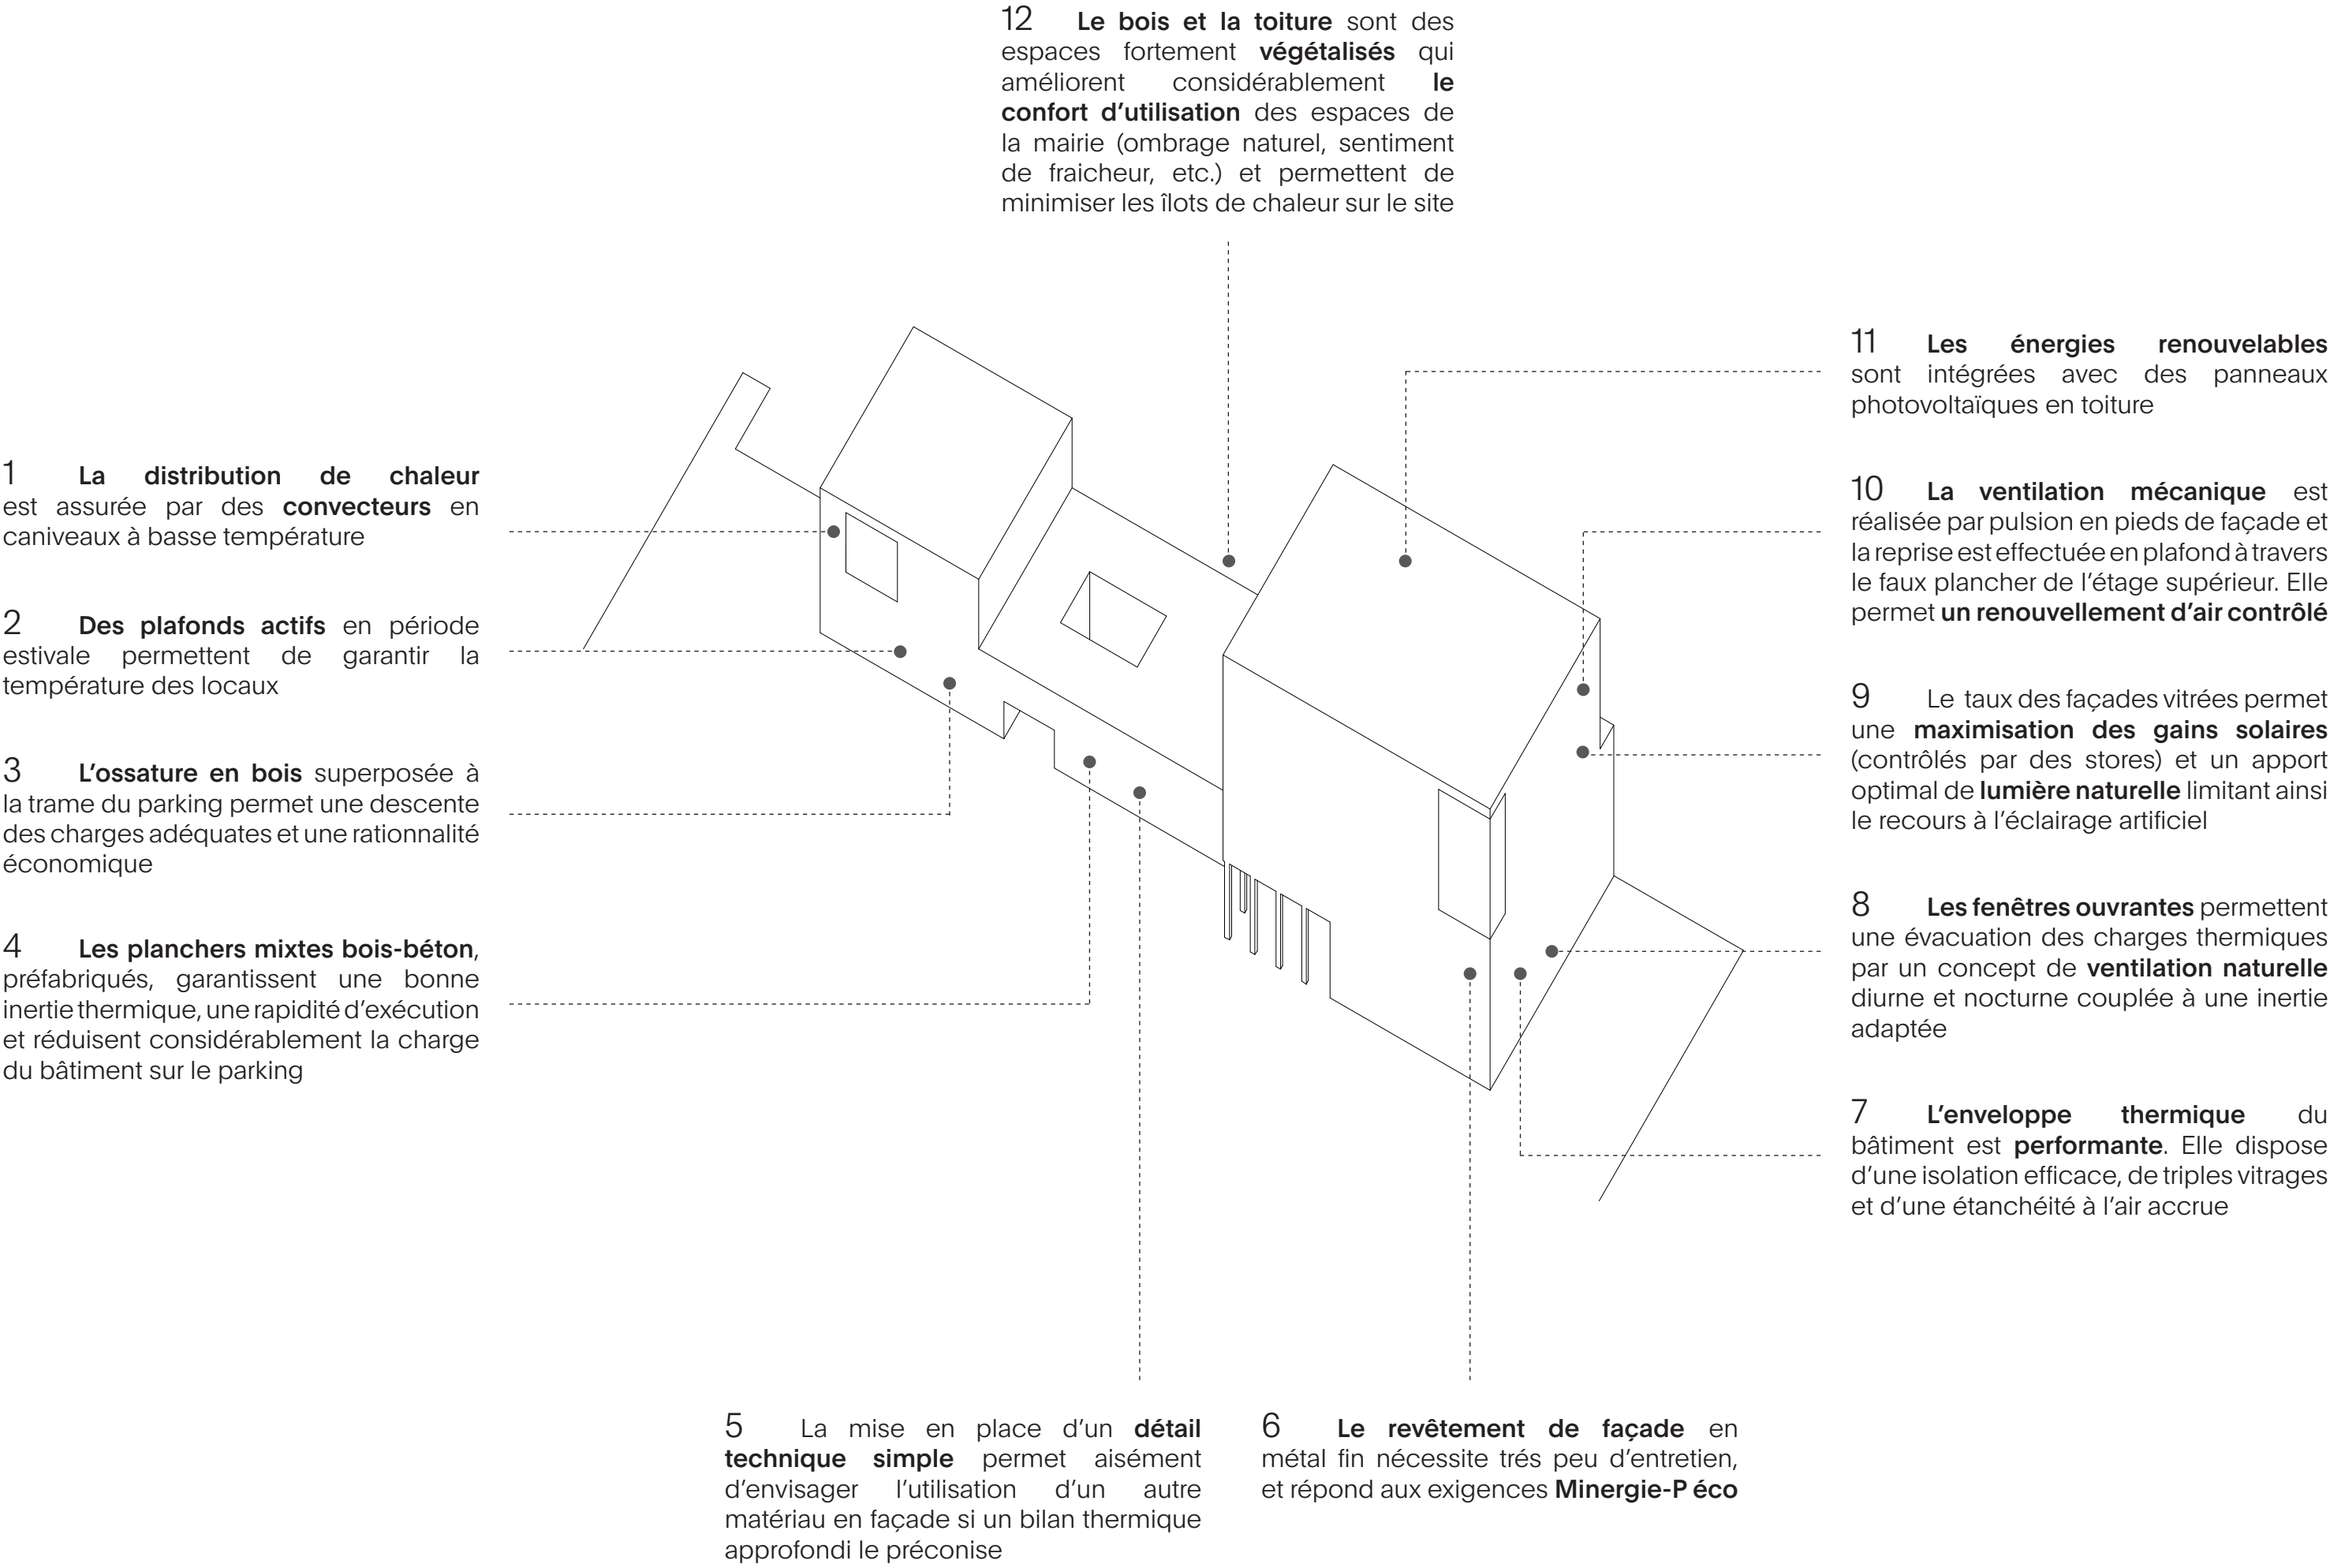 12 Le bois et la toiture sont des
espaces fortement végétalisés qui
améliorent considérablement le
confort d'utilisation des espaces de
la mairie (ombrage naturel, sentiment
de fraicheur, etc.) et permettent de
minimiser les îlots de chaleur sur le site
1 La distribution de chaleur
est assurée par des convecteurs en
caniveaux à basse température
2 Des plafonds actifs en période
estivale permettent de garantir la
température des locaux
3 L'ossature en bois superposée à
la trame du parking permet une descente
des charges adéquates et une rationnalité
économique
4 Les planchers mixtes bois-béton,
préfabriqués, garantissent une bonne
inertie thermique, une rapidité d'exécution
et réduisent considérablement la charge
du bâtiment sur le parking
5 La mise en place d'un détail
technique simple permet aisément
d'envisager l'utilisation d'un autre
matériau en façade si un bilan thermique
approfondi le préconise
6 Le revêtement de façade en
métal fin nécessite trés peu d'entretien,
et répond aux exigences Minergie-P éco
11 Les énergies renouvelables
sont intégrées avec des panneaux
photovoltaïques en toiture
10 La ventilation mécanique est
réalisée par pulsion en pieds de façade et
la reprise est effectuée en plafond à travers
le faux plancher de l'étage supérieur. Elle
permet un renouvellement d'air contrôlé
9 Le taux des façades vitrées permet
une maximisation des gains solaires
(contrôlés par des stores) et un apport
optimal de lumière naturelle limitant ainsi
le recours à l'éclairage artificiel
8 Les fenêtres ouvrantes permettent
une évacuation des charges thermiques
par un concept de ventilation naturelle
diurne et nocturne couplée à une inertie
adaptée
7 L'enveloppe thermique du
bâtiment est performante. Elle dispose
d'une isolation efficace, de triples vitrages
et d'une étanchéité à l'air accrue